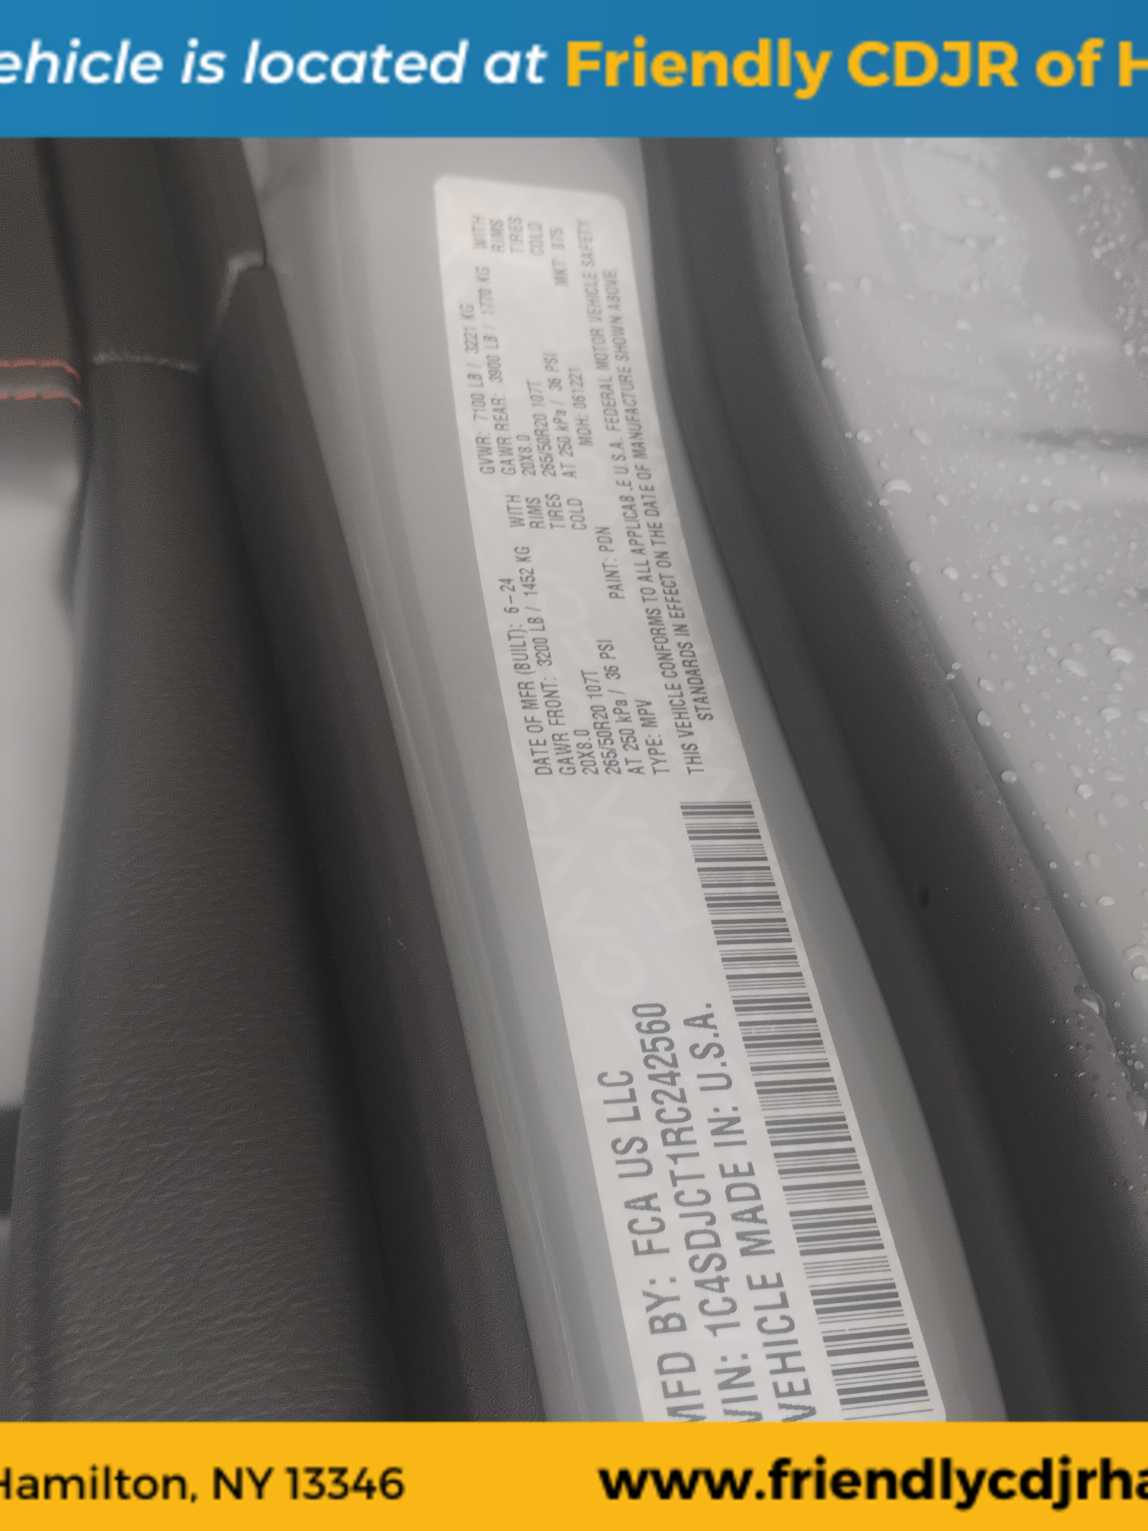 ehicle is located at Friendly CDJR of H
MFD BY: FCA US LLC
VIN: 1C4SDJCT1RC242560
VEHICLE MADE IN: U.S.A.
DATE OF MFR (BUILT): 6-24
GVWR: 7100 LB / 3221 KG
GAWR FRONT: 3200 LB / 1452 KG WITH
GAWR REAR: 3900 LB / 1770 KG WITH
20X8.0 RIMS
20X8.0 RIMS
265/50R20 107T TIRES
265/50R20 107T TIRES
AT 250 kPa / 36 PSI COLD
AT 250 kPa / 36 PSI COLD
TYPE: MPV PAINT: PDN MDH: 061221 MKT: 875
THIS VEHICLE CONFORMS TO ALL APPLICAB.E U.S.A. FEDERAL MOTOR VEHICLE SAFETY
STANDARDS IN EFFECT ON THE DATE OF MANUFACTURE SHOWN ABOVE
Hamilton, NY 13346 www.friendlycdjrha